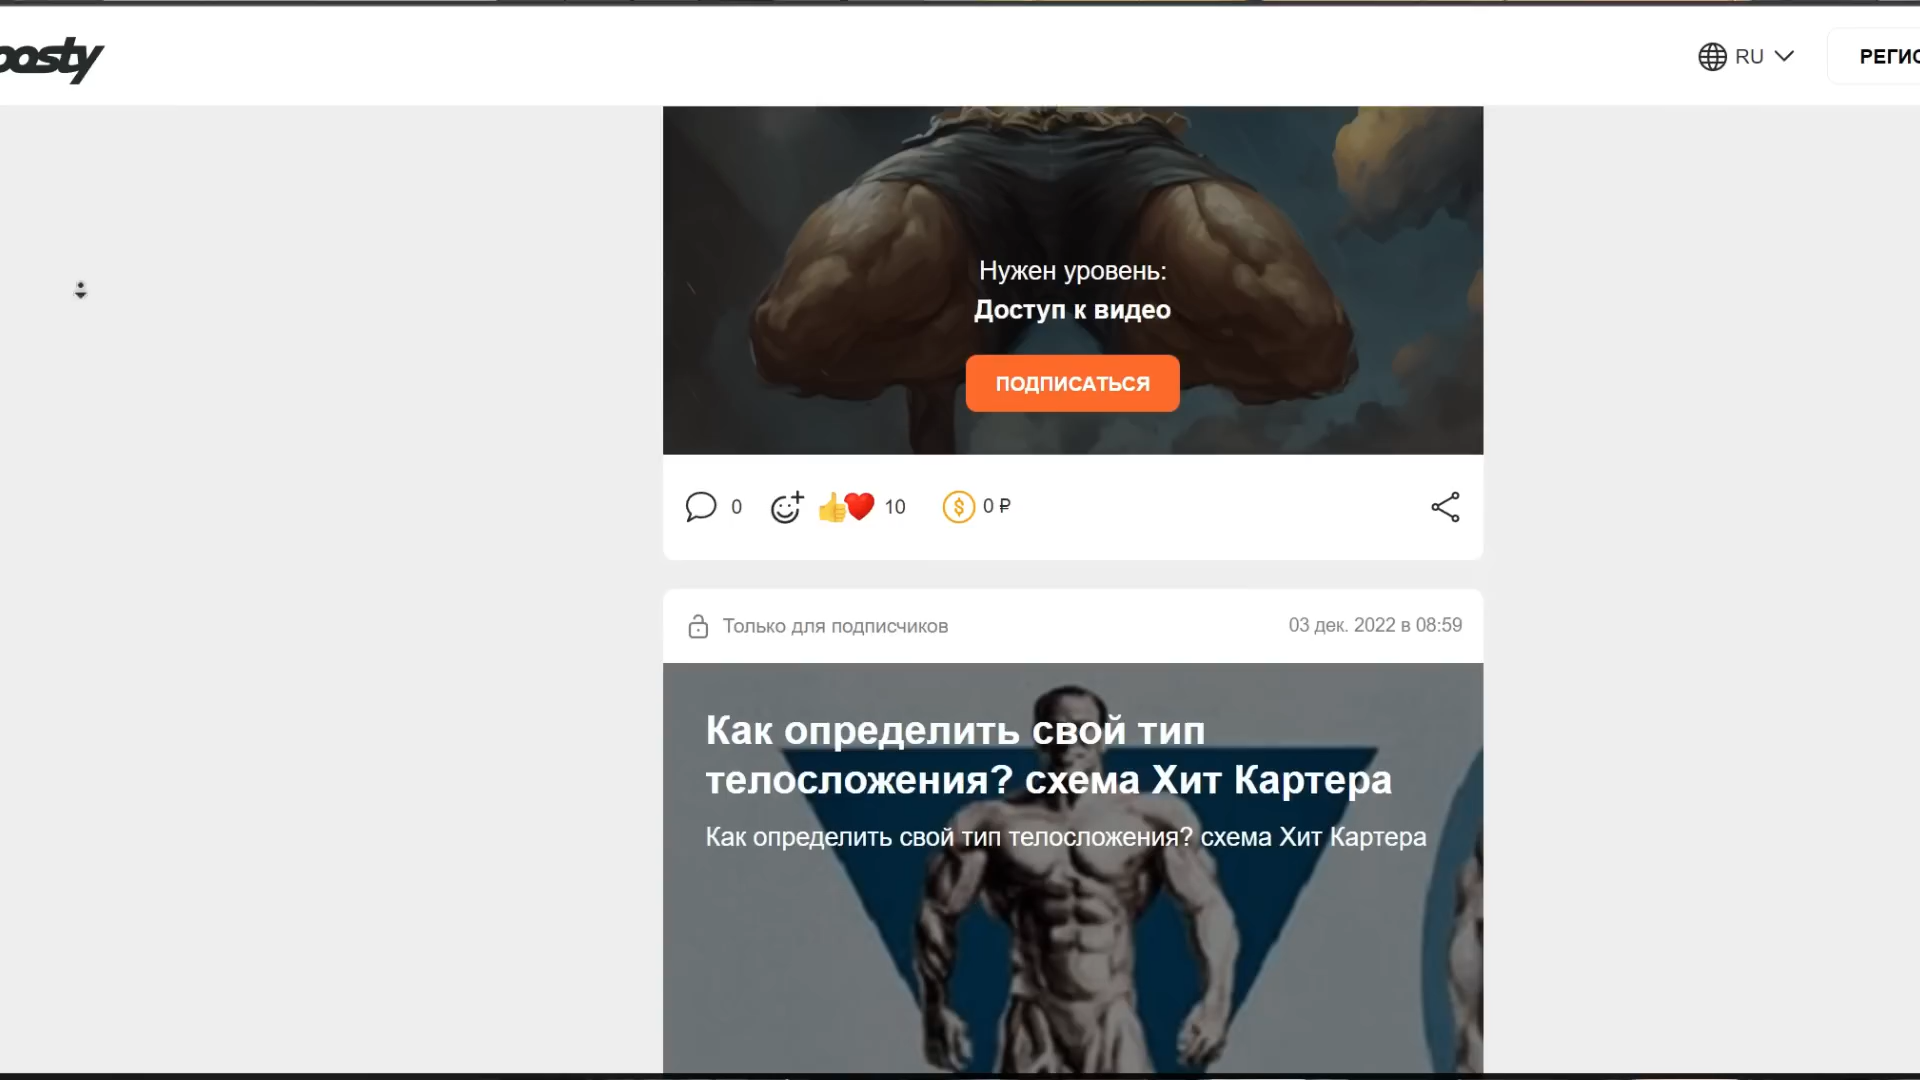 oosty
RU
РЕГИС
Нужен уровень:
Доступ к видео
ПОДПИСАТЬСЯ
0
10
$
0 ₽
Только для подписчиков
03 дек. 2022 в 08:59
Как определить свой тип
телосложения? схема Хит Картера
Как определить свой тип телосложения? схема Хит Картера